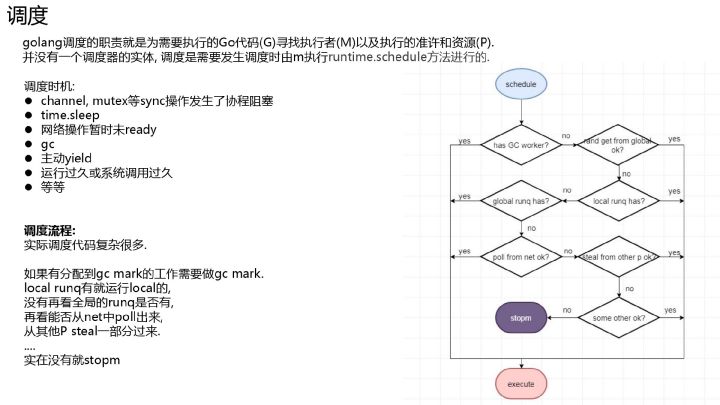 调度
golang调度的职责就是为需要执行的Go代码(G)寻找执行者(M)以及执行的准许和资源(P).
并没有一个调度器的实体, 调度是需要发生调度时由m执行runtime.schedule方法进行的.
调度时机:
● channel, mutex等sync操作发生了协程阻塞
● time.sleep
● 网络操作暂时未ready
● gc
● 主动yield
● 运行过久或系统调用过久
● 等等
调度流程:
实际调度代码复杂很多.
如果有分配到gc mark的工作需要做gc mark.
local runq有就运行local的,
没有再看全局的runq是否有,
再看能否从net中poll出来,
从其他P steal一部分过来.
....
实在没有就stopm
schedule
yes
has GC worker?
no
rand get from global ok?
yes
no
yes
global runq has?
no
local runq has?
yes
no
yes
poll from net ok?
no
steal from other p ok?
yes
no
stopm
no
some other ok?
yes
execute